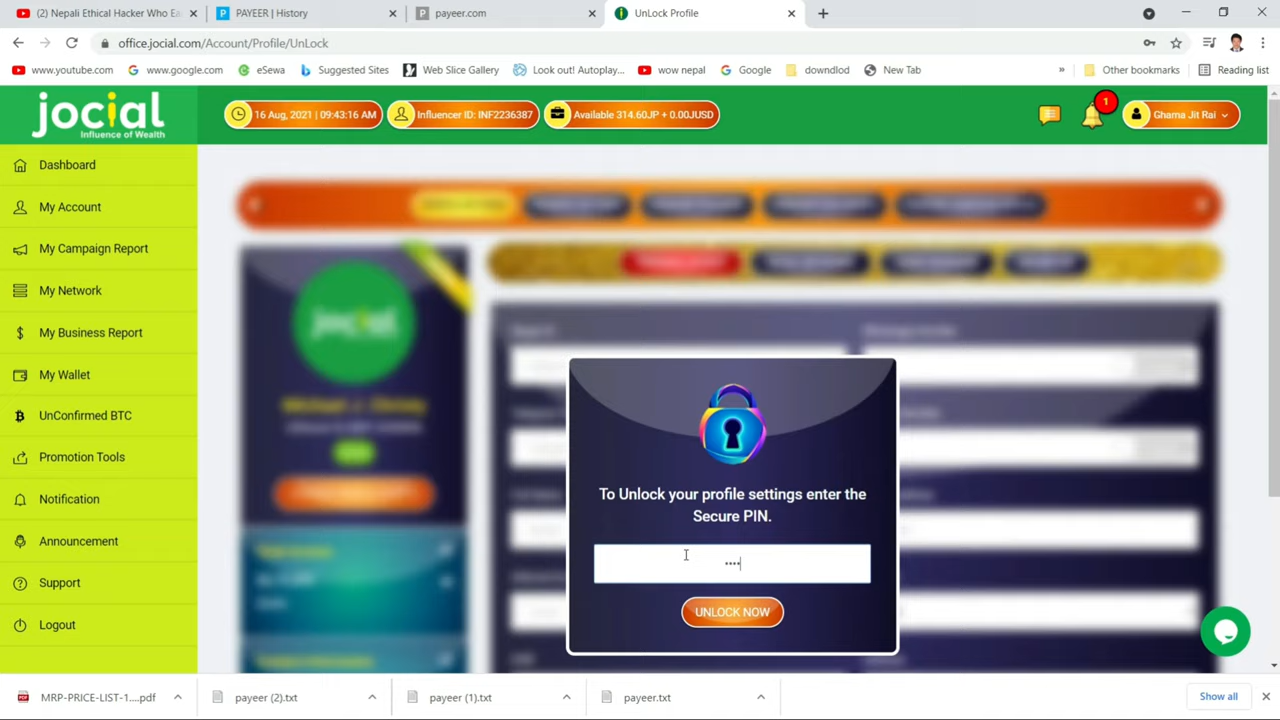 (2) Nepali Ethical Hacker Who Ea
PAYEER | History
payeer.com
UnLock Profile
office.jocial.com/Account/Profile/UnLock
www.youtube.com
www.google.com
eSewa
Suggested Sites
Web Slice Gallery
Look out! Autoplay...
wow nepal
Google
downdlod
New Tab
»
Other bookmarks
Reading list
jocial
Influence of Wealth
16 Aug, 2021 | 09:43:16 AM
Influencer ID: INF2236387
Available 314.60JP + 0.00JUSD
1
Ghama Jit Rai
Dashboard
My Account
My Campaign Report
My Network
My Business Report
My Wallet
UnConfirmed BTC
Promotion Tools
Notification
Announcement
Support
Logout
jocial
To Unlock your profile settings enter the
Secure PIN.
••••
UNLOCK NOW
MRP-PRICE-LIST-1....pdf
payeer (2).txt
payeer (1).txt
payeer.txt
Show all